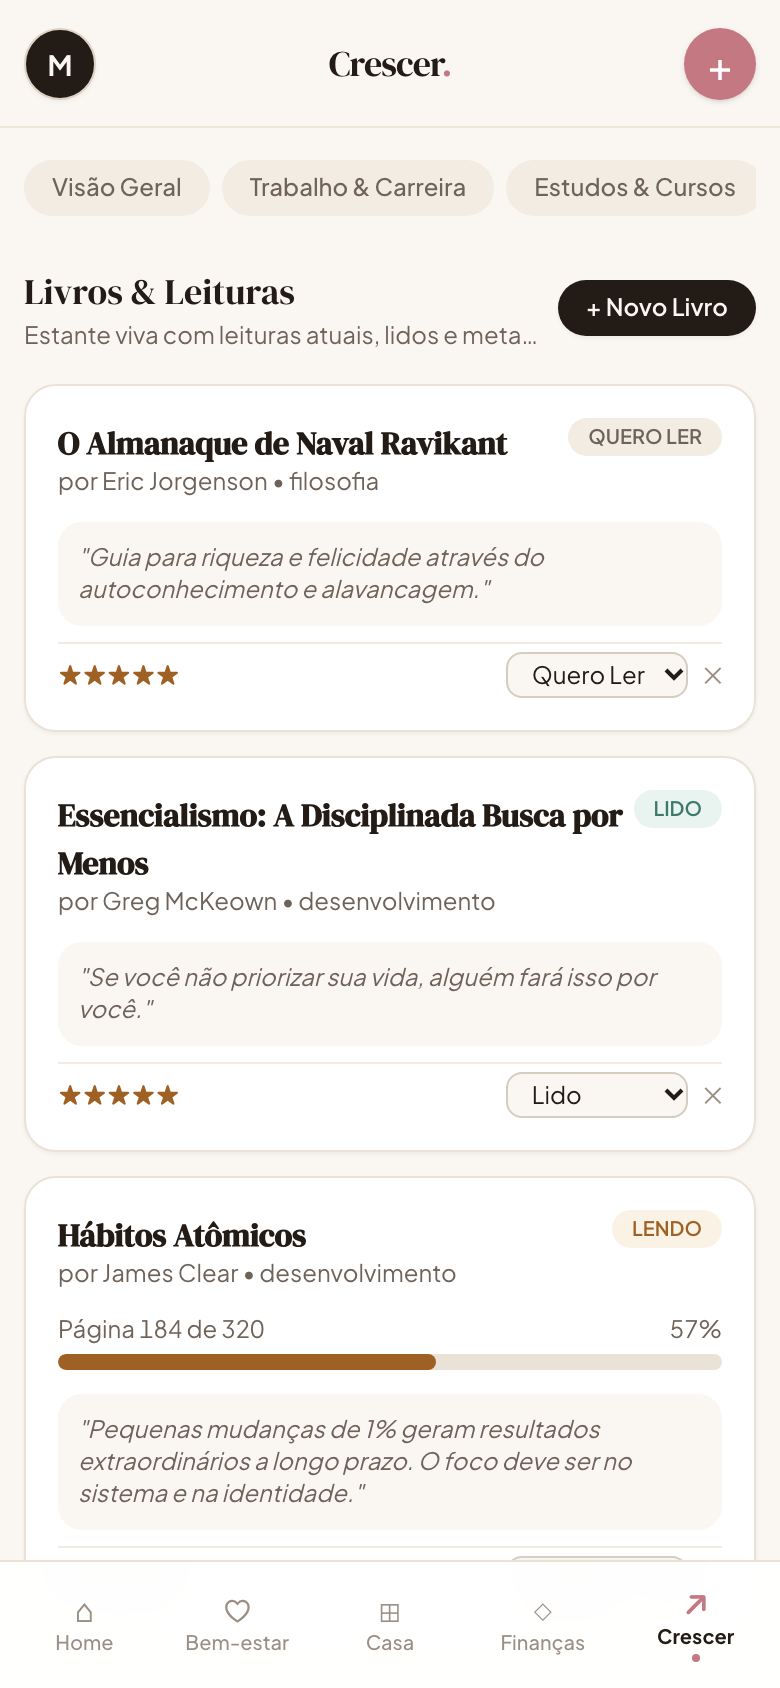 M
Crescer.
+
Visão Geral
Trabalho & Carreira
Estudos & Cursos
Livros & Leituras
Estante viva com leituras atuais, lidos e meta...
+ Novo Livro
O Almanaque de Naval Ravikant
QUERO LER
por Eric Jorgenson • filosofia
"Guia para riqueza e felicidade através do
autoconhecimento e alavancagem."
★★★★★
Quero Ler
×
Essencialismo: A Disciplinada Busca por
Menos
LIDO
por Greg McKeown • desenvolvimento
"Se você não priorizar sua vida, alguém fará isso por
você."
★★★★★
Lido
×
Hábitos Atômicos
LENDO
por James Clear • desenvolvimento
Página 184 de 320
57%
"Pequenas mudanças de 1% geram resultados
extraordinários a longo prazo. O foco deve ser no
sistema e na identidade."
Home
Bem-estar
Casa
Finanças
Crescer